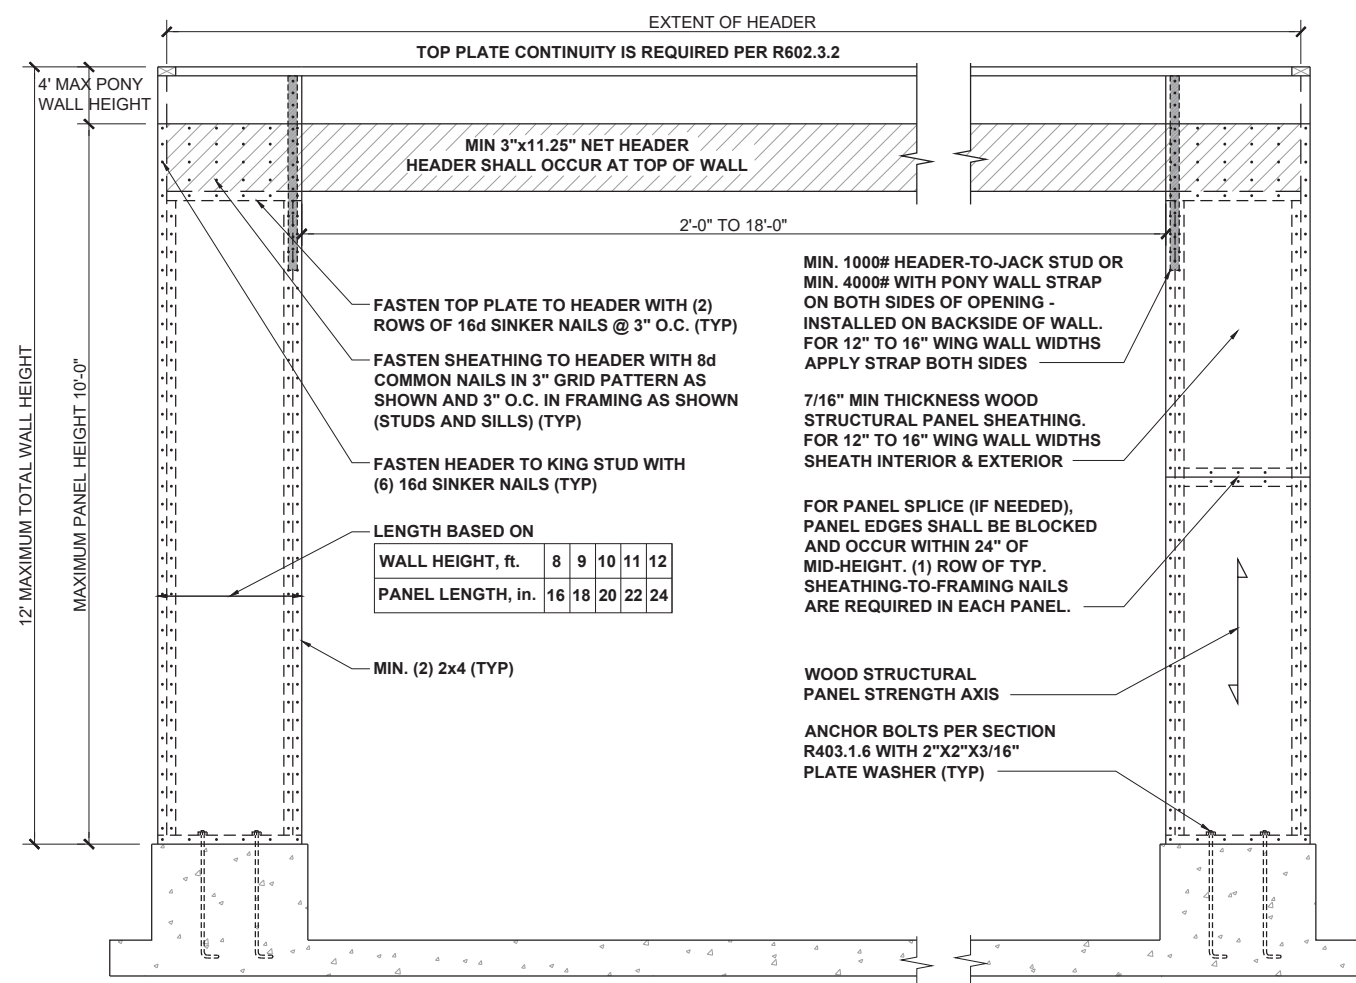 EXTENT OF HEADER
TOP PLATE CONTINUITY IS REQUIRED PER R602.3.2
4' MAX PONY
WALL HEIGHT
MIN 3"x11.25" NET HEADER
HEADER SHALL OCCUR AT TOP OF WALL
2'-0" TO 18'-0"
12' MAXIMUM TOTAL WALL HEIGHT
MAXIMUM PANEL HEIGHT 10'-0"
FASTEN TOP PLATE TO HEADER WITH (2)
ROWS OF 16d SINKER NAILS @ 3" O.C. (TYP)
FASTEN SHEATHING TO HEADER WITH 8d
COMMON NAILS IN 3" GRID PATTERN AS
SHOWN AND 3" O.C. IN FRAMING AS SHOWN
(STUDS AND SILLS) (TYP)
FASTEN HEADER TO KING STUD WITH
(6) 16d SINKER NAILS (TYP)
LENGTH BASED ON
WALL HEIGHT, ft. 8 9 10 11 12
PANEL LENGTH, in. 16 18 20 22 24
MIN. (2) 2x4 (TYP)
MIN. 1000# HEADER-TO-JACK STUD OR
MIN. 4000# WITH PONY WALL STRAP
ON BOTH SIDES OF OPENING -
INSTALLED ON BACKSIDE OF WALL.
FOR 12" TO 16" WING WALL WIDTHS
APPLY STRAP BOTH SIDES
7/16" MIN THICKNESS WOOD
STRUCTURAL PANEL SHEATHING.
FOR 12" TO 16" WING WALL WIDTHS
SHEATH INTERIOR & EXTERIOR
FOR PANEL SPLICE (IF NEEDED),
PANEL EDGES SHALL BE BLOCKED
AND OCCUR WITHIN 24" OF
MID-HEIGHT. (1) ROW OF TYP.
SHEATHING-TO-FRAMING NAILS
ARE REQUIRED IN EACH PANEL.
WOOD STRUCTURAL
PANEL STRENGTH AXIS
ANCHOR BOLTS PER SECTION
R403.1.6 WITH 2"X2"X3/16"
PLATE WASHER (TYP)